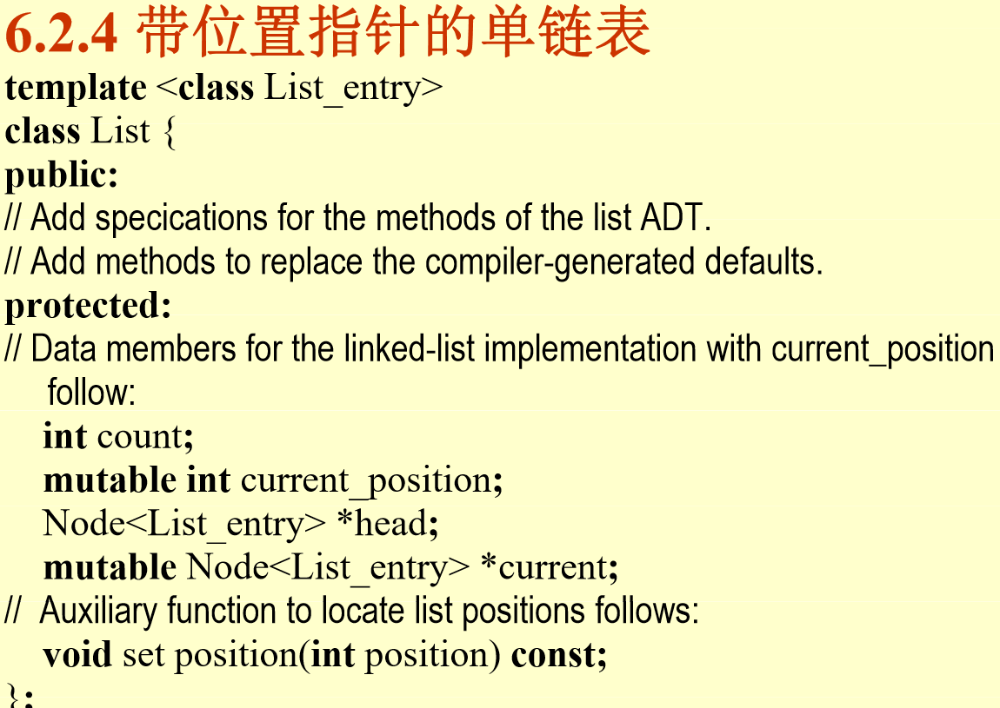 6.2.4 带位置指针的单链表
template <class List_entry>
class List {
public:
// Add specications for the methods of the list ADT.
// Add methods to replace the compiler-generated defaults.
protected:
// Data members for the linked-list implementation with current_position
follow:
int count;
mutable int current_position;
Node<List_entry> *head;
mutable Node<List_entry> *current;
// Auxiliary function to locate list positions follows:
void set position(int position) const;
};